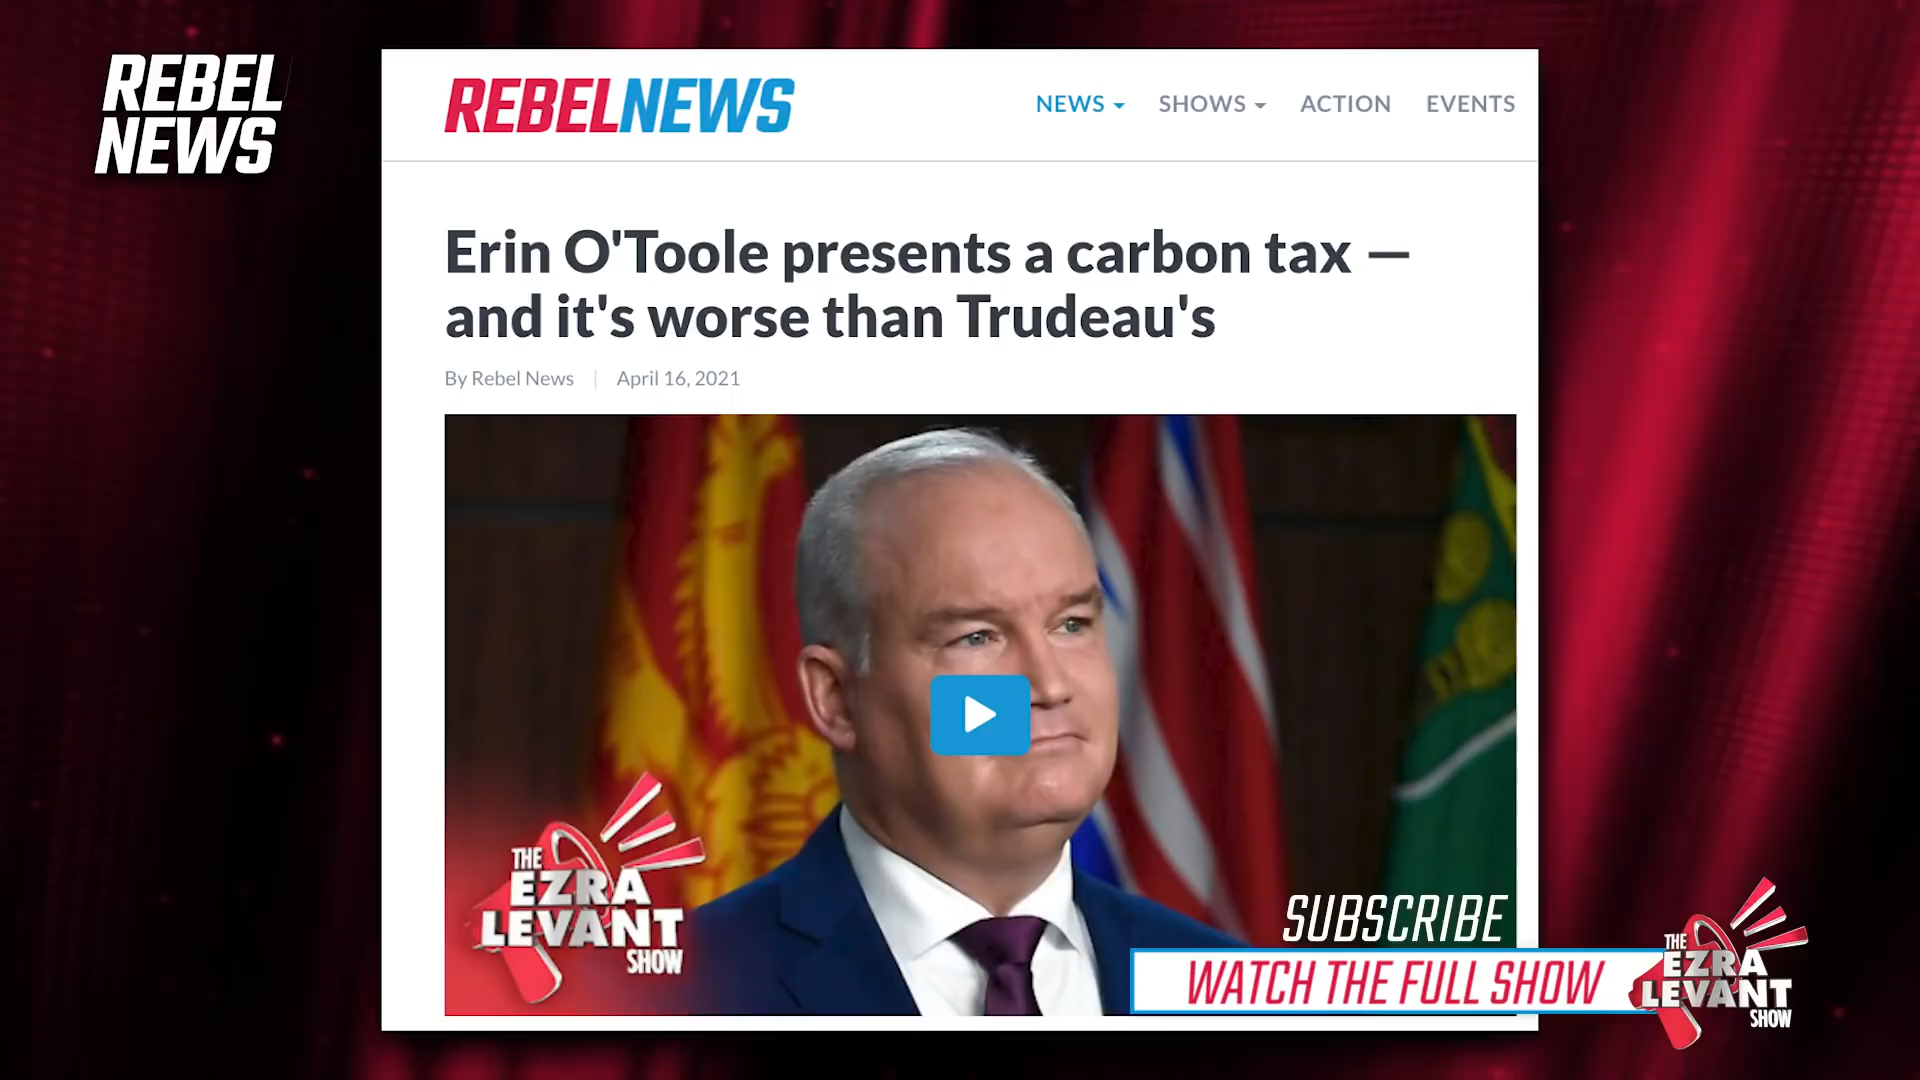 REBEL
NEWS
REBELNEWS
NEWS SHOWS ACTION EVENTS
Erin O'Toole presents a carbon tax —
and it's worse than Trudeau's
By Rebel News | April 16, 2021
THE
EZRA
LEVANT
SHOW
SUBSCRIBE
WATCH THE FULL SHOW
THE
EZRA
LEVANT
SHOW